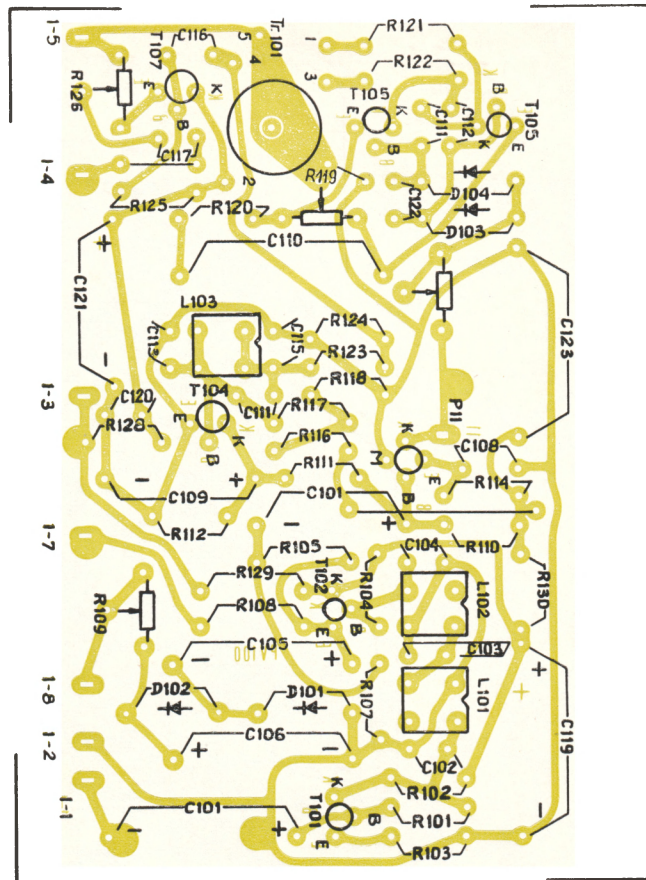 1-5
T107
C116
5
4
Tr.101
1
3
R121
R122
R126
E
K
B
T105
E
K
B
C111
C112
B
T105
K
E
C117
1-4
R125
R120
2
R119
C122
D104
D103
+
C110
C121
-
L103
C113
C115
R124
R123
R118
C123
1-3
C120
R128
T104
E
K
B
C111
R117
R116
P11
K
M
E
B
C108
R114
-
C109
+
R111
R112
C101
-
+
R110
1-7
R105
C104
R129
T102
K
R104
L102
R130
R109
R108
B
E
C105
-
+
C103
+
1-8
D102
D101
R107
L101
C119
1-2
+
C106
-
C102
1-1
K
R102
C101
T101
B
R101
-
+
E
R103
-